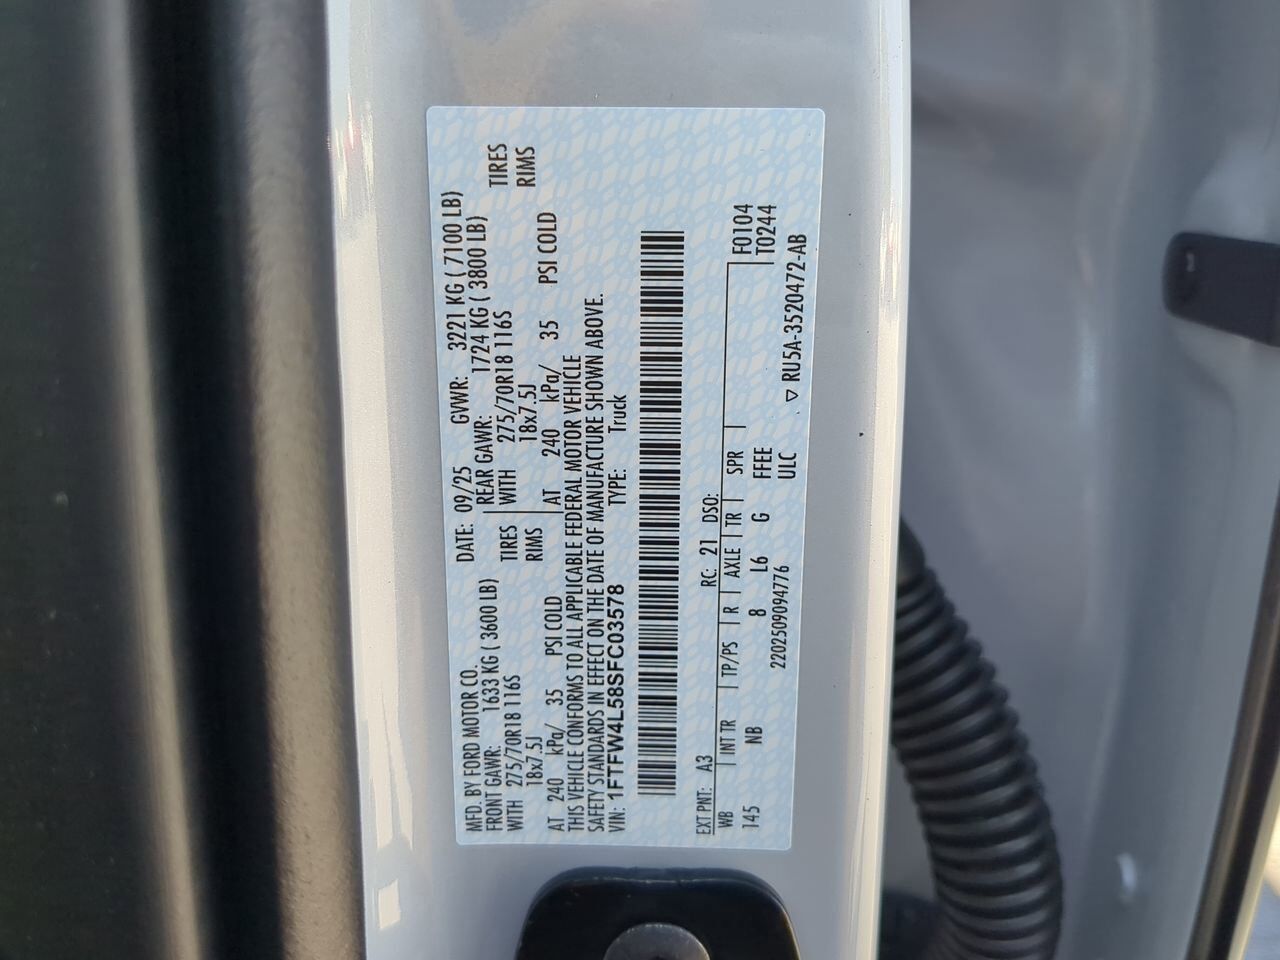 MFD. BY FORD MOTOR CO. DATE: 09/25 GVWR: 3221 KG ( 7100 LB)
FRONT GAWR: 1633 KG ( 3600 LB) REAR GAWR: 1724 KG ( 3800 LB)
WITH 275/70R18 116S TIRES WITH 275/70R18 116S TIRES
18x7.5J RIMS 18x7.5J RIMS
AT 240 kPa/ 35 PSI COLD AT 240 kPa/ 35 PSI COLD
THIS VEHICLE CONFORMS TO ALL APPLICABLE FEDERAL MOTOR VEHICLE
SAFETY STANDARDS IN EFFECT ON THE DATE OF MANUFACTURE SHOWN ABOVE.
VIN: 1FTFW4L58SFC03578 TYPE: Truck
EXT PNT: A3 RC: 21 DSO:
WB INT TR TP/PS R AXLE TR SPR F0104
145 NB 8 L6 G FFEE T0244
2202509094776 ULC ▽ RU5A-3520472-AB